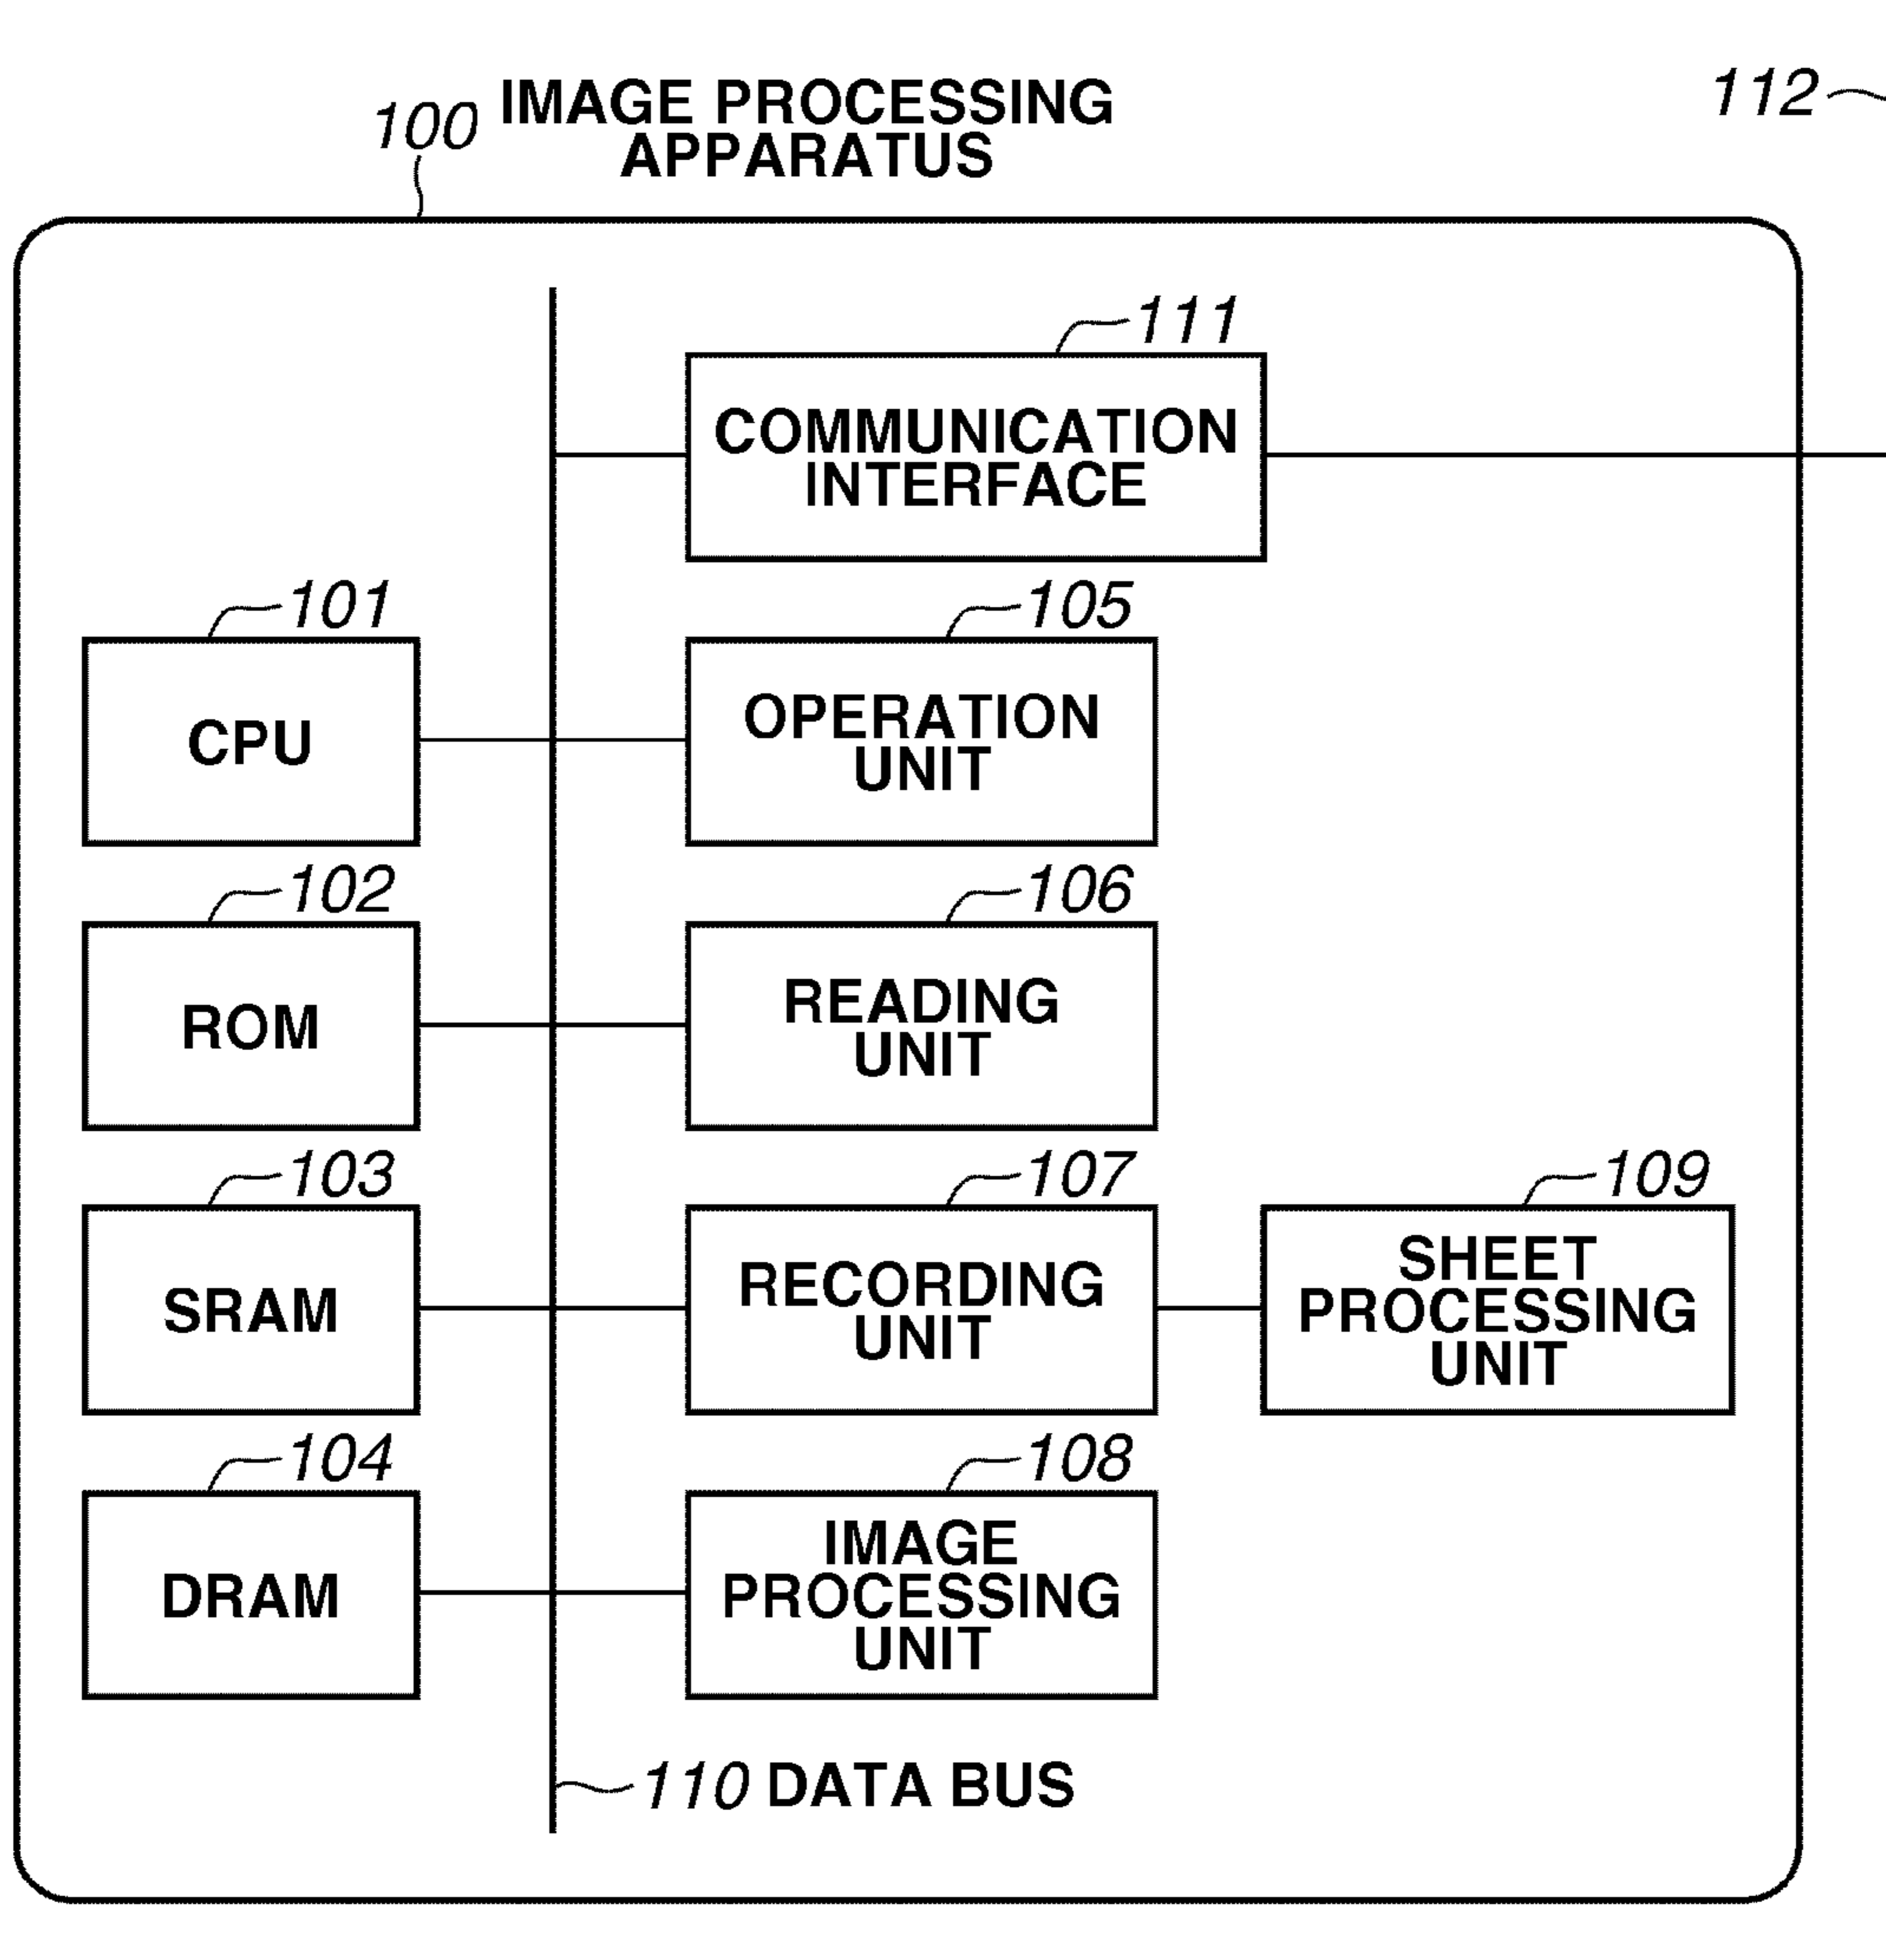 100 IMAGE PROCESSING
APPARATUS
112
111
COMMUNICATION
INTERFACE
101
CPU
105
OPERATION
UNIT
102
ROM
106
READING
UNIT
103
SRAM
107
RECORDING
UNIT
109
SHEET
PROCESSING
UNIT
104
DRAM
108
IMAGE
PROCESSING
UNIT
110 DATA BUS